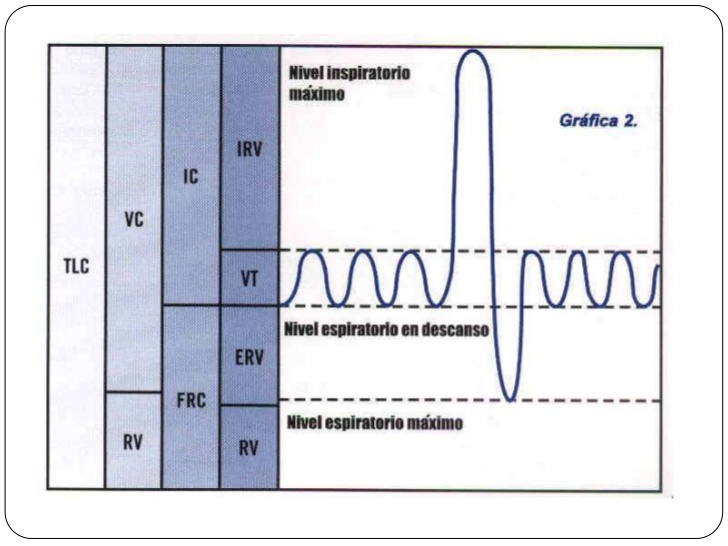 Nivel inspiratorio
máximo
Gráfica 2.
IRV
IC
VC
TLC
VT
Nivel espiratorio en descanso
ERV
FRC
Nivel espiratorio máximo
RV
RV